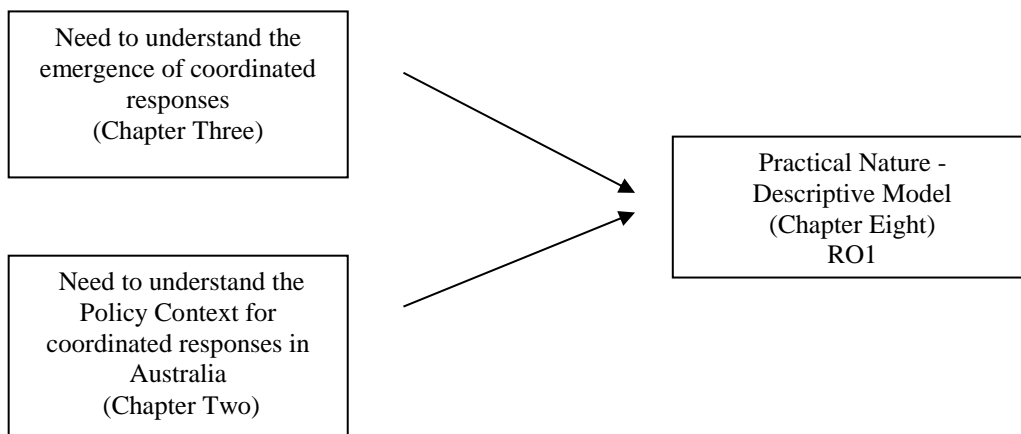 Need to understand the
emergence of coordinated
responses
(Chapter Three)
Need to understand the
Policy Context for
coordinated responses in
Australia
(Chapter Two)
Practical Nature -
Descriptive Model
(Chapter Eight)
RO1